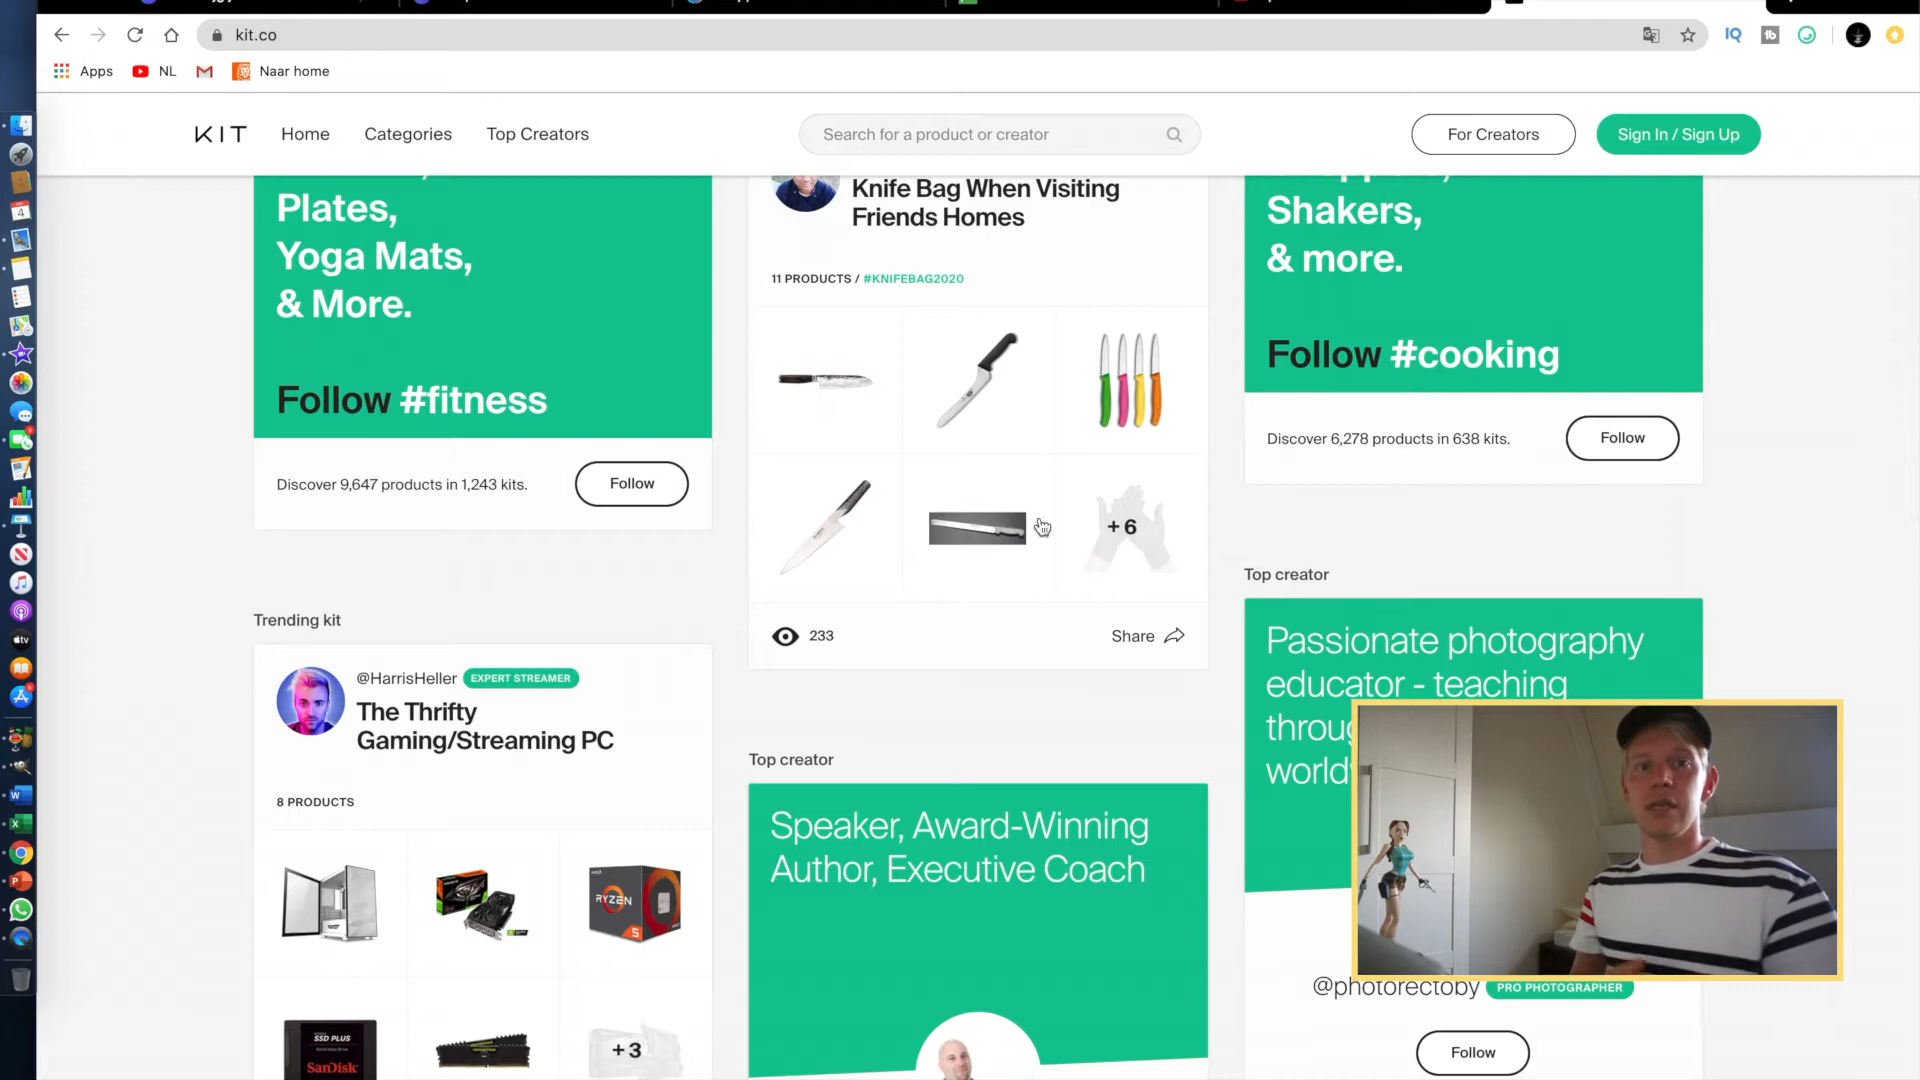 kit.co
Apps
NL
Naar home
KIT
Home
Categories
Top Creators
Search for a product or creator
For Creators
Sign In / Sign Up
Plates,
Yoga Mats,
& More.
Follow #fitness
Discover 9,647 products in 1,243 kits.
Follow
Trending kit
@HarrisHeller EXPERT STREAMER
The Thrifty
Gaming/Streaming PC
8 PRODUCTS
RYZEN
5
SSD PLUS
SanDisk
+3
Knife Bag When Visiting
Friends Homes
11 PRODUCTS / #KNIFEBAG2020
+6
233
Share
Top creator
Speaker, Award-Winning
Author, Executive Coach
Shakers,
& more.
Follow #cooking
Discover 6,278 products in 638 kits.
Follow
Top creator
Passionate photography
educator - teaching
@photorectoby PRO PHOTOGRAPHER
Follow